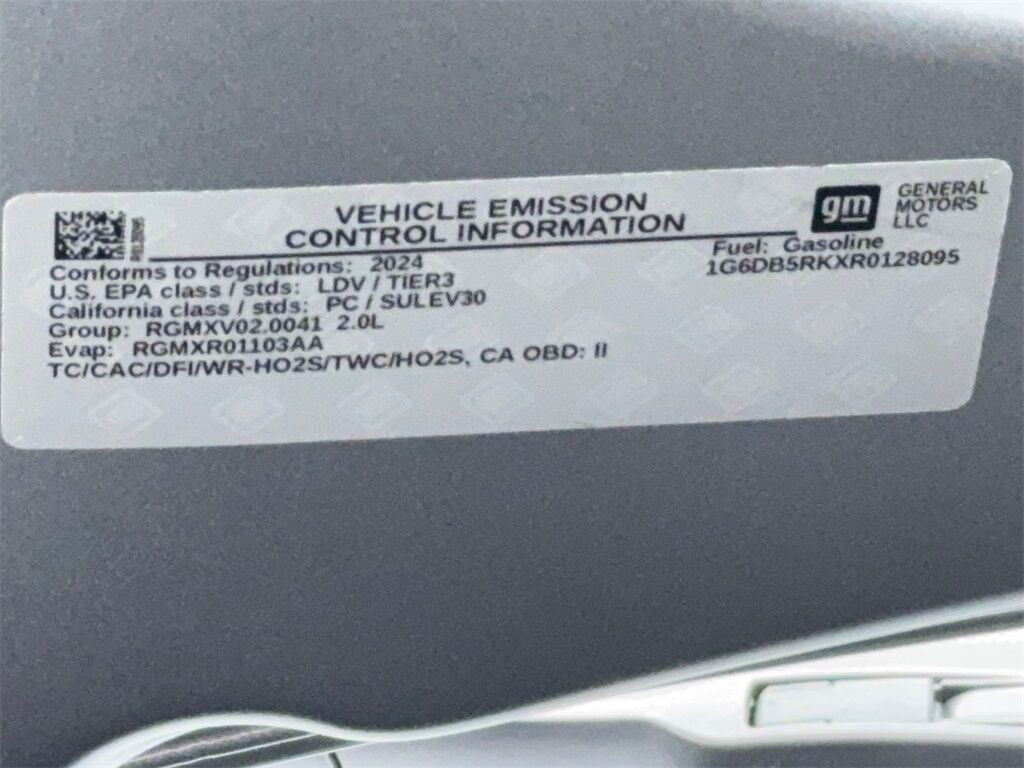 VEHICLE EMISSION
CONTROL INFORMATION
gm
GENERAL
MOTORS
LLC
Conforms to Regulations: 2024
Fuel: Gasoline
U.S. EPA class / stds: LDV / TIER3
1G6DB5RKXR0128095
California class / stds: PC / SULEV30
Group: RGMXV02.0041 2.0L
Evap: RGMXR01103AA
TC/CAC/DFI/WR-HO2S/TWC/HO2S, CA OBD: II